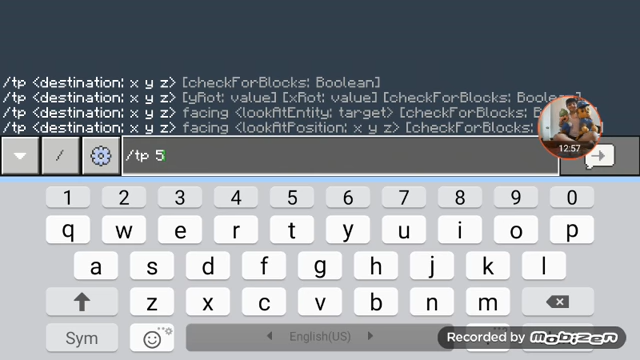 /tp <destination: x y z> [checkForBlocks: Boolean]
/tp <destination: x y z> [yRot: value] [xRot: value] [checkForBlocks: Boolean]
/tp <destination: x y z> facing <lookAtEntity: target> [checkForBlocks:
/tp <destination: x y z> facing <lookAtPosition: x y z> [checkForBlocks:
/ /tp 5
12:57
1 2 3 4 5 6 7 8 9 0
q w e r t y u i o p
a s d f g h j k l
z x c v b n m
Sym English(US)
Recorded by Mobizen